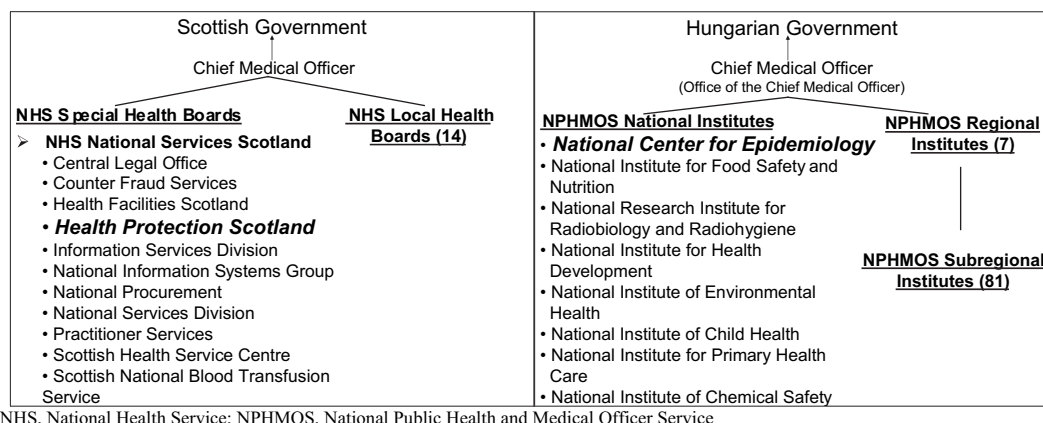 Scottish Government
Chief Medical Officer
NHS Special Health Boards
➢ NHS National Services Scotland
• Central Legal Office
• Counter Fraud Services
• Health Facilities Scotland
• Health Protection Scotland
• Information Services Division
• National Information Systems Group
• National Procurement
• National Services Division
• Practitioner Services
• Scottish Health Service Centre
• Scottish National Blood Transfusion
Service
NHS Local Health
Boards (14)
Hungarian Government
Chief Medical Officer
(Office of the Chief Medical Officer)
NPHMOS National Institutes
• National Center for Epidemiology
• National Institute for Food Safety and
Nutrition
• National Research Institute for
Radiobiology and Radiohygiene
• National Institute for Health
Development
• National Institute of Environmental
Health
• National Institute of Child Health
• National Institute for Primary Health
Care
• National Institute of Chemical Safety
NPHMOS Regional
Institutes (7)
NPHMOS Subregional
Institutes (81)
NHS, National Health Service; NPHMOS, National Public Health and Medical Officer Service